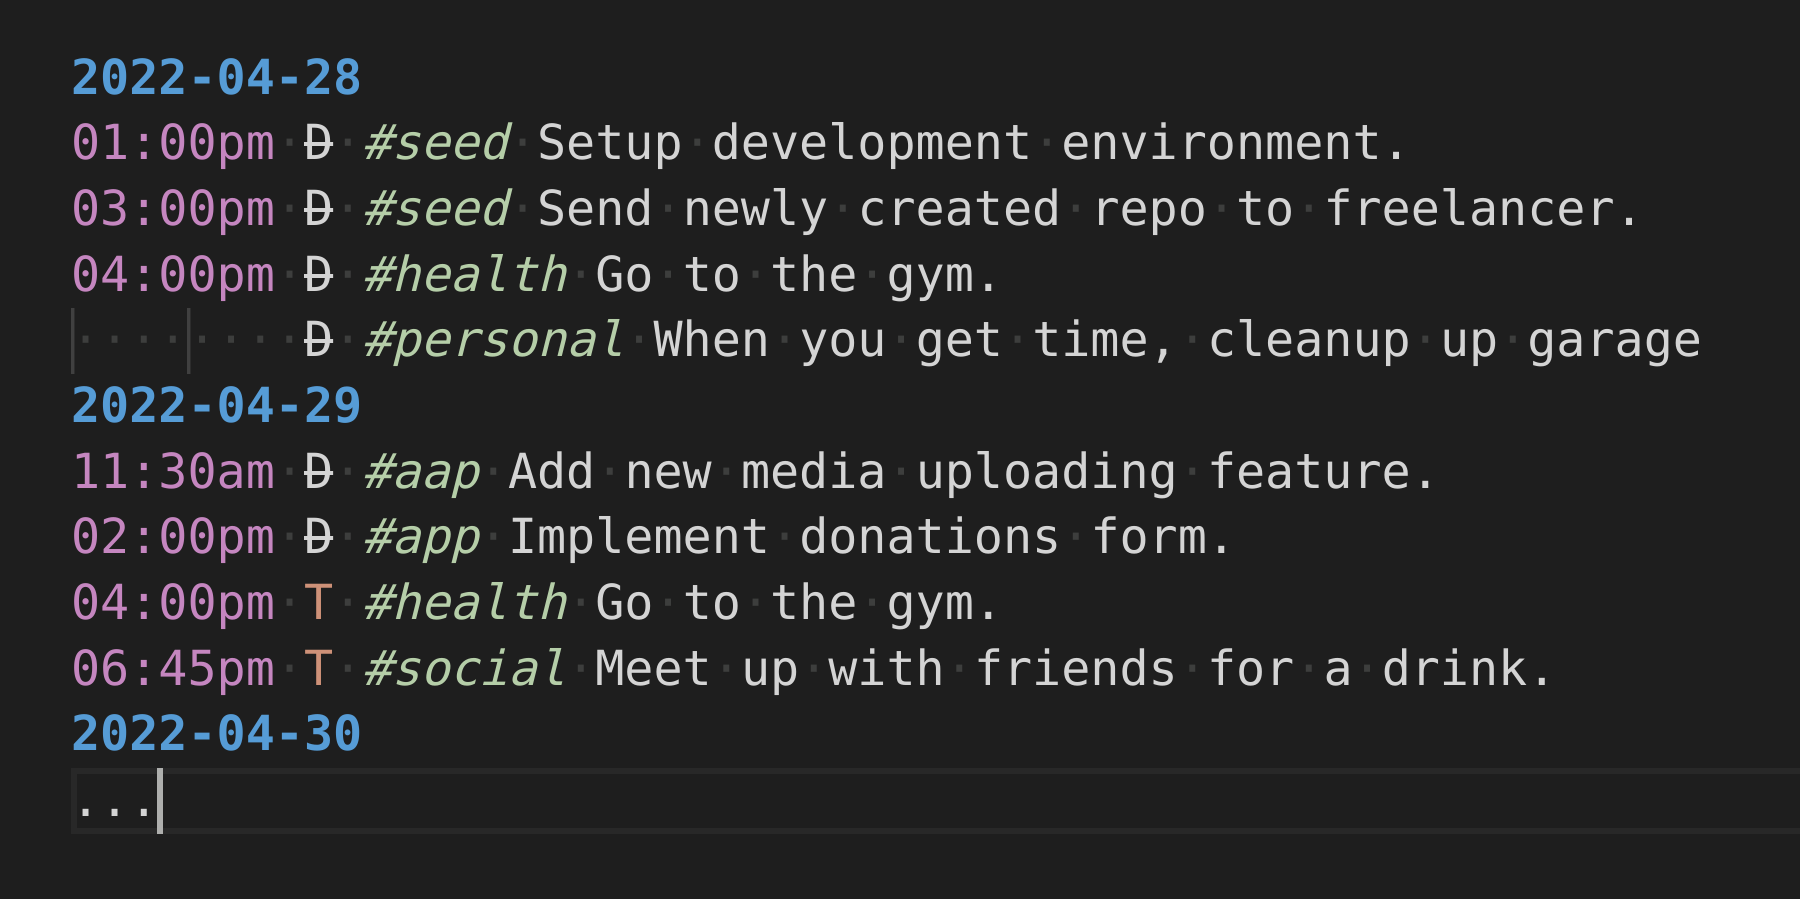 2022-04-28
01:00pm D #seed Setup development environment.
03:00pm D #seed Send newly created repo to freelancer.
04:00pm D #health Go to the gym.
        D #personal When you get time, cleanup up garage
2022-04-29
11:30am D #aap Add new media uploading feature.
02:00pm D #app Implement donations form.
04:00pm T #health Go to the gym.
06:45pm T #social Meet up with friends for a drink.
2022-04-30
...